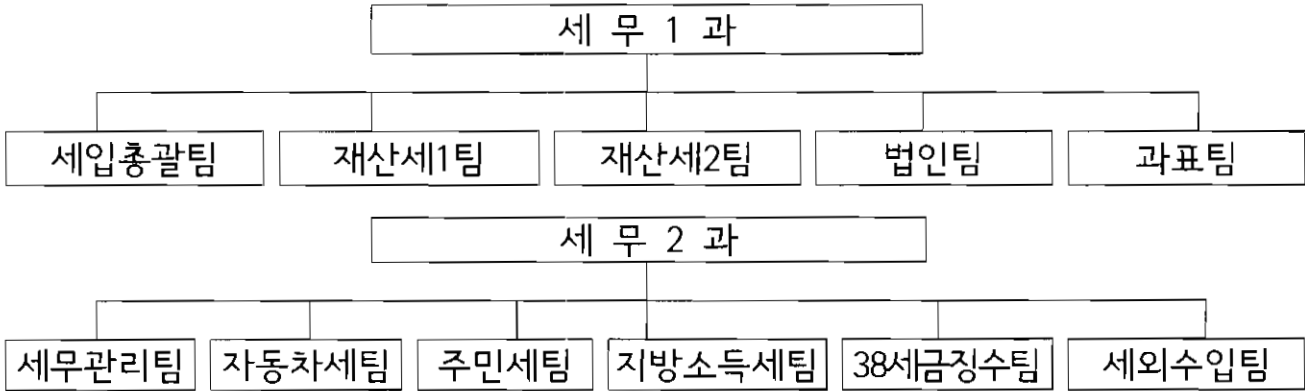 세 무 1 과
세입총괄팀 재산세1팀 재산세2팀 법인팀 과표팀
세 무 2 과
세무관리팀 자동차세팀 주민세팀 지방소득세팀 38세금징수팀 세외수입팀